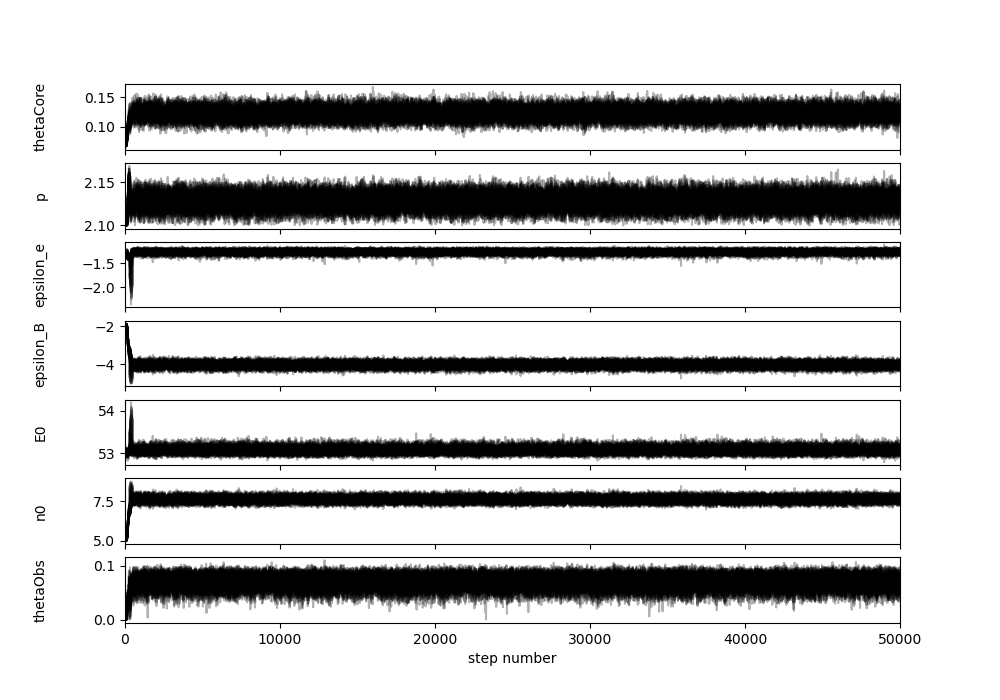 thetaCore
0.15
0.10
p
2.15
2.10
epsilon_e
−1.5
−2.0
epsilon_B
−2
−4
E0
54
53
n0
7.5
5.0
thetaObs
0.1
0.0
0 10000 20000 30000 40000 50000
step number